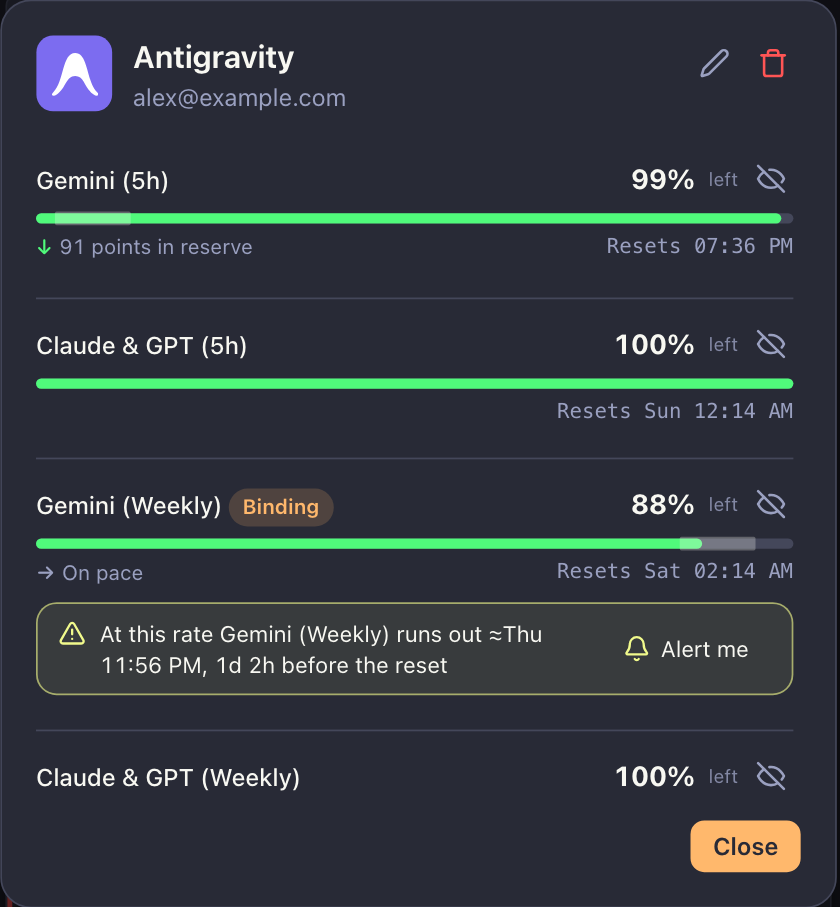 Antigravity
alex@example.com
Gemini (5h) 99% left
↓ 91 points in reserve Resets 07:36 PM
Claude & GPT (5h) 100% left
Resets Sun 12:14 AM
Gemini (Weekly) Binding 88% left
→ On pace Resets Sat 02:14 AM
At this rate Gemini (Weekly) runs out ≈Thu
11:56 PM, 1d 2h before the reset
Alert me
Claude & GPT (Weekly) 100% left
Close